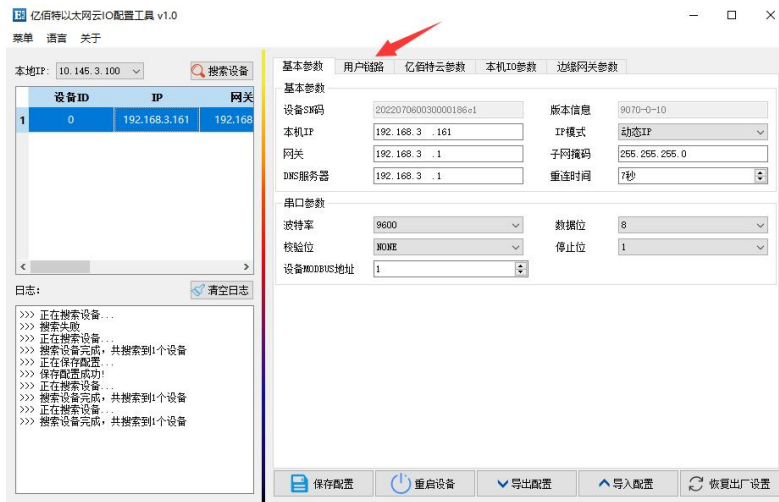 亿佰特以太网云IO配置工具 v1.0
菜单 语言 关于
本地IP: 10.145.3.100 搜索设备
设备ID IP 网关
1 0 192.168.3.161 192.168
日志: 清空日志
>>> 正在搜索设备...
>>> 搜索失败
>>> 正在搜索设备...
>>> 搜索设备完成，共搜索到1个设备
>>> 正在保存配置...
>>> 保存配置成功!
>>> 正在搜索设备...
>>> 搜索设备完成，共搜索到1个设备
>>> 正在搜索设备...
>>> 搜索设备完成，共搜索到1个设备
基本参数 用户链路 亿佰特云参数 本机IO参数 边缘网关参数
基本参数
设备SN码 202207060030000186e1 版本信息 9070-0-10
本机IP 192.168.3 .161 IP模式 动态IP
网关 192.168.3 .1 子网掩码 255.255.255.0
DNS服务器 192.168.3 .1 重连时间 7秒
串口参数
波特率 9600 数据位 8
校验位 NONE 停止位 1
设备MODBUS地址 1
保存配置 重启设备 导出配置 导入配置 恢复出厂设置